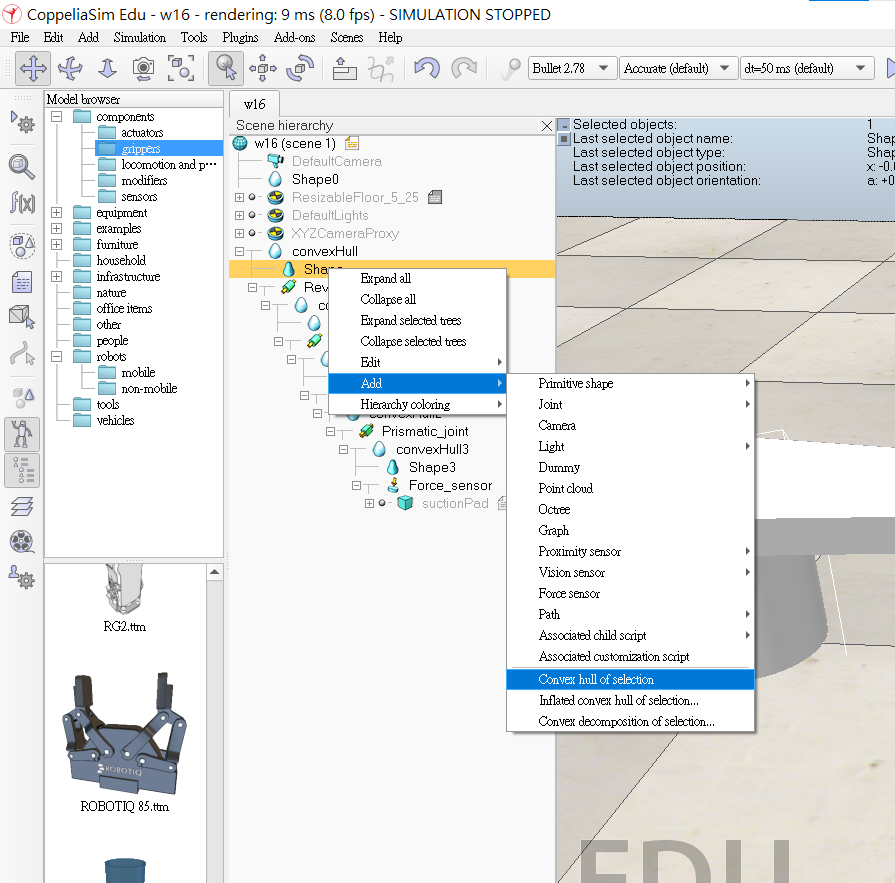 CoppeliaSim Edu - w16 - rendering: 9 ms (8.0 fps) - SIMULATION STOPPED
File Edit Add Simulation Tools Plugins Add-ons Scenes Help
Bullet 2.78 Accurate (default) dt=50 ms (default)
f(x)
Model browser
components
actuators
grippers
locomotion and p···
modifiers
sensors
equipment
examples
furniture
household
infrastructure
nature
office items
other
people
robots
mobile
non-mobile
tools
vehicles
RG2.ttm
ROBOTIQ
ROBOTIQ 85.ttm
w16
Scene hierarchy
w16 (scene 1)
DefaultCamera
Shape0
ResizableFloor_5_25
DefaultLights
XYZCameraProxy
convexHull
Prismatic_joint
convexHull3
Shape3
Force_sensor
suctionPad
Expand all
Collapse all
Expand selected trees
Collapse selected trees
Edit
Add
Hierarchy coloring
Primitive shape
Joint
Camera
Light
Dummy
Point cloud
Octree
Graph
Proximity sensor
Vision sensor
Force sensor
Path
Associated child script
Associated customization script
Convex hull of selection
Inflated convex hull of selection...
Convex decomposition of selection...
Selected objects: 1
Last selected object name: Shap
Last selected object type: Shap
Last selected object position: x: -0.
Last selected object orientation: a: +0
EDU